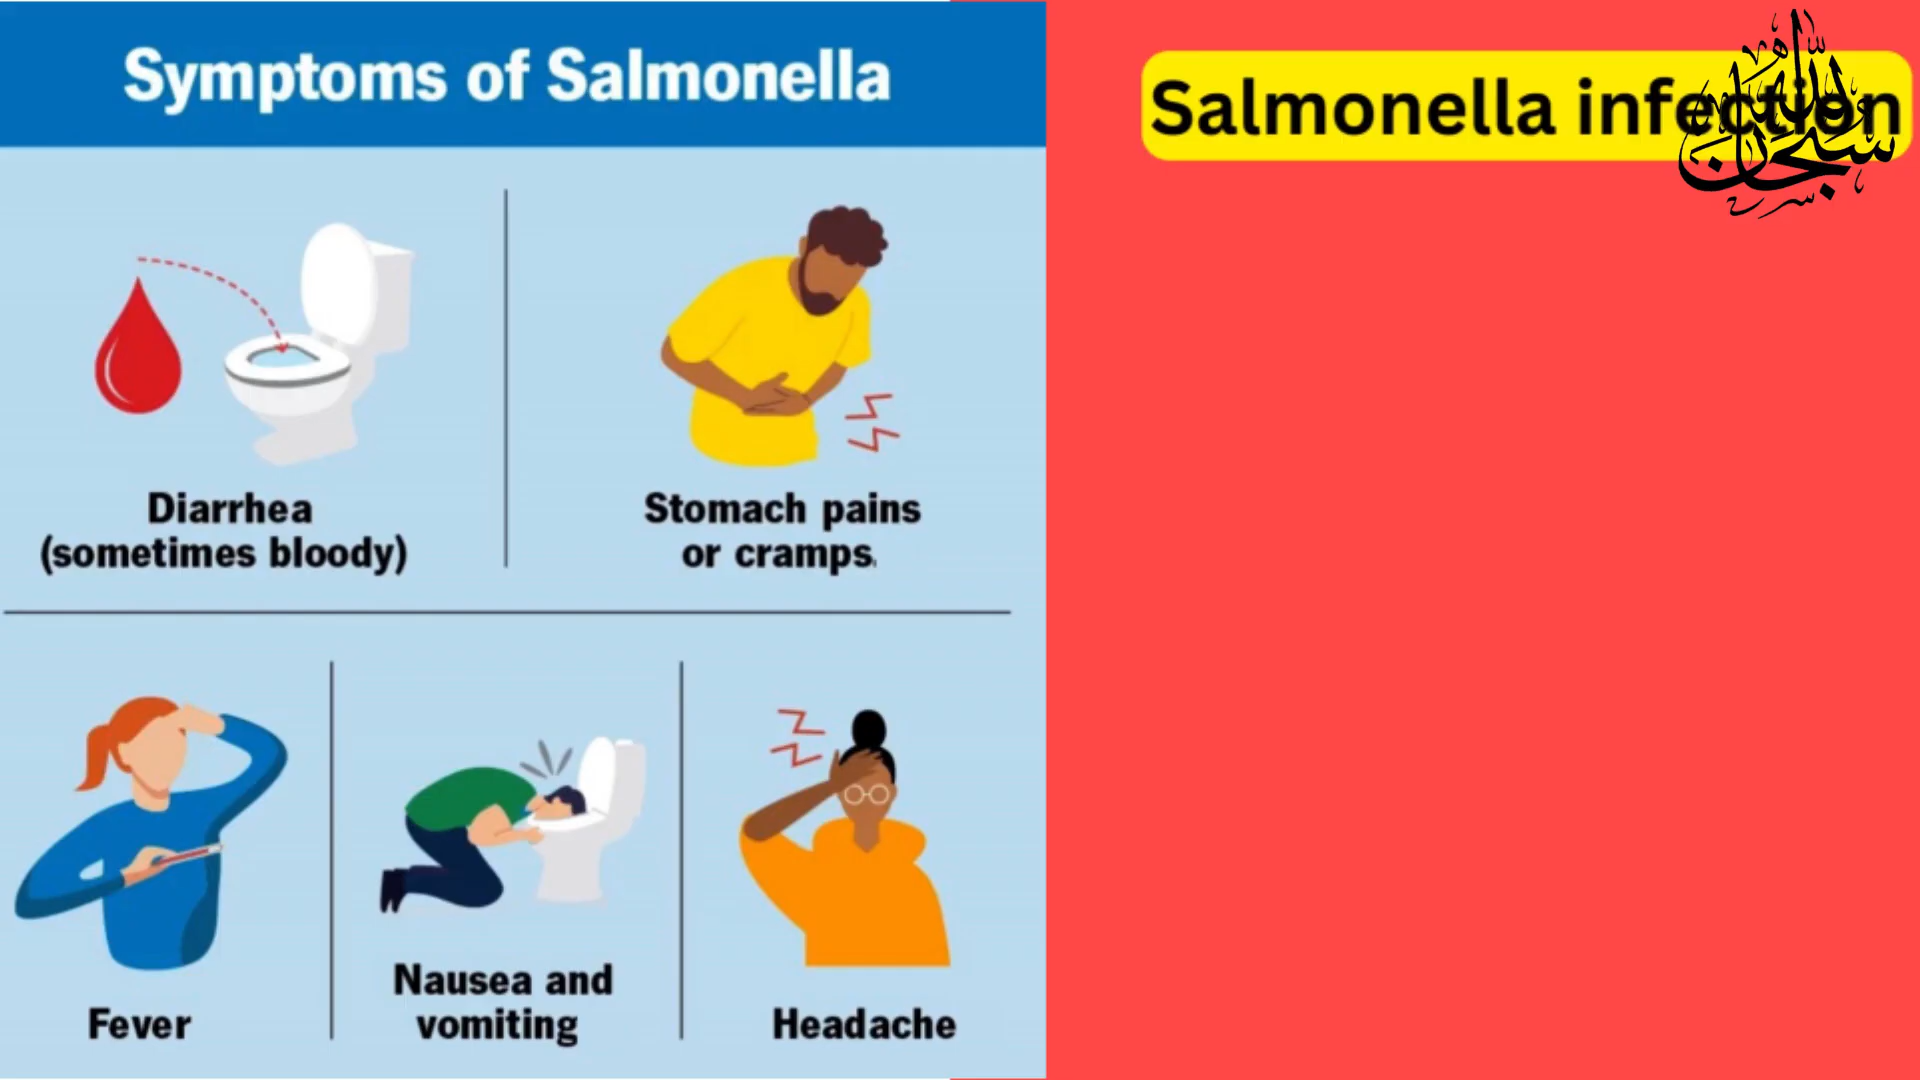 Symptoms of Salmonella
Salmonella infection
سبحان الله
Diarrhea
(sometimes bloody)
Stomach pains
or cramps.
Fever
Nausea and
vomiting
Headache